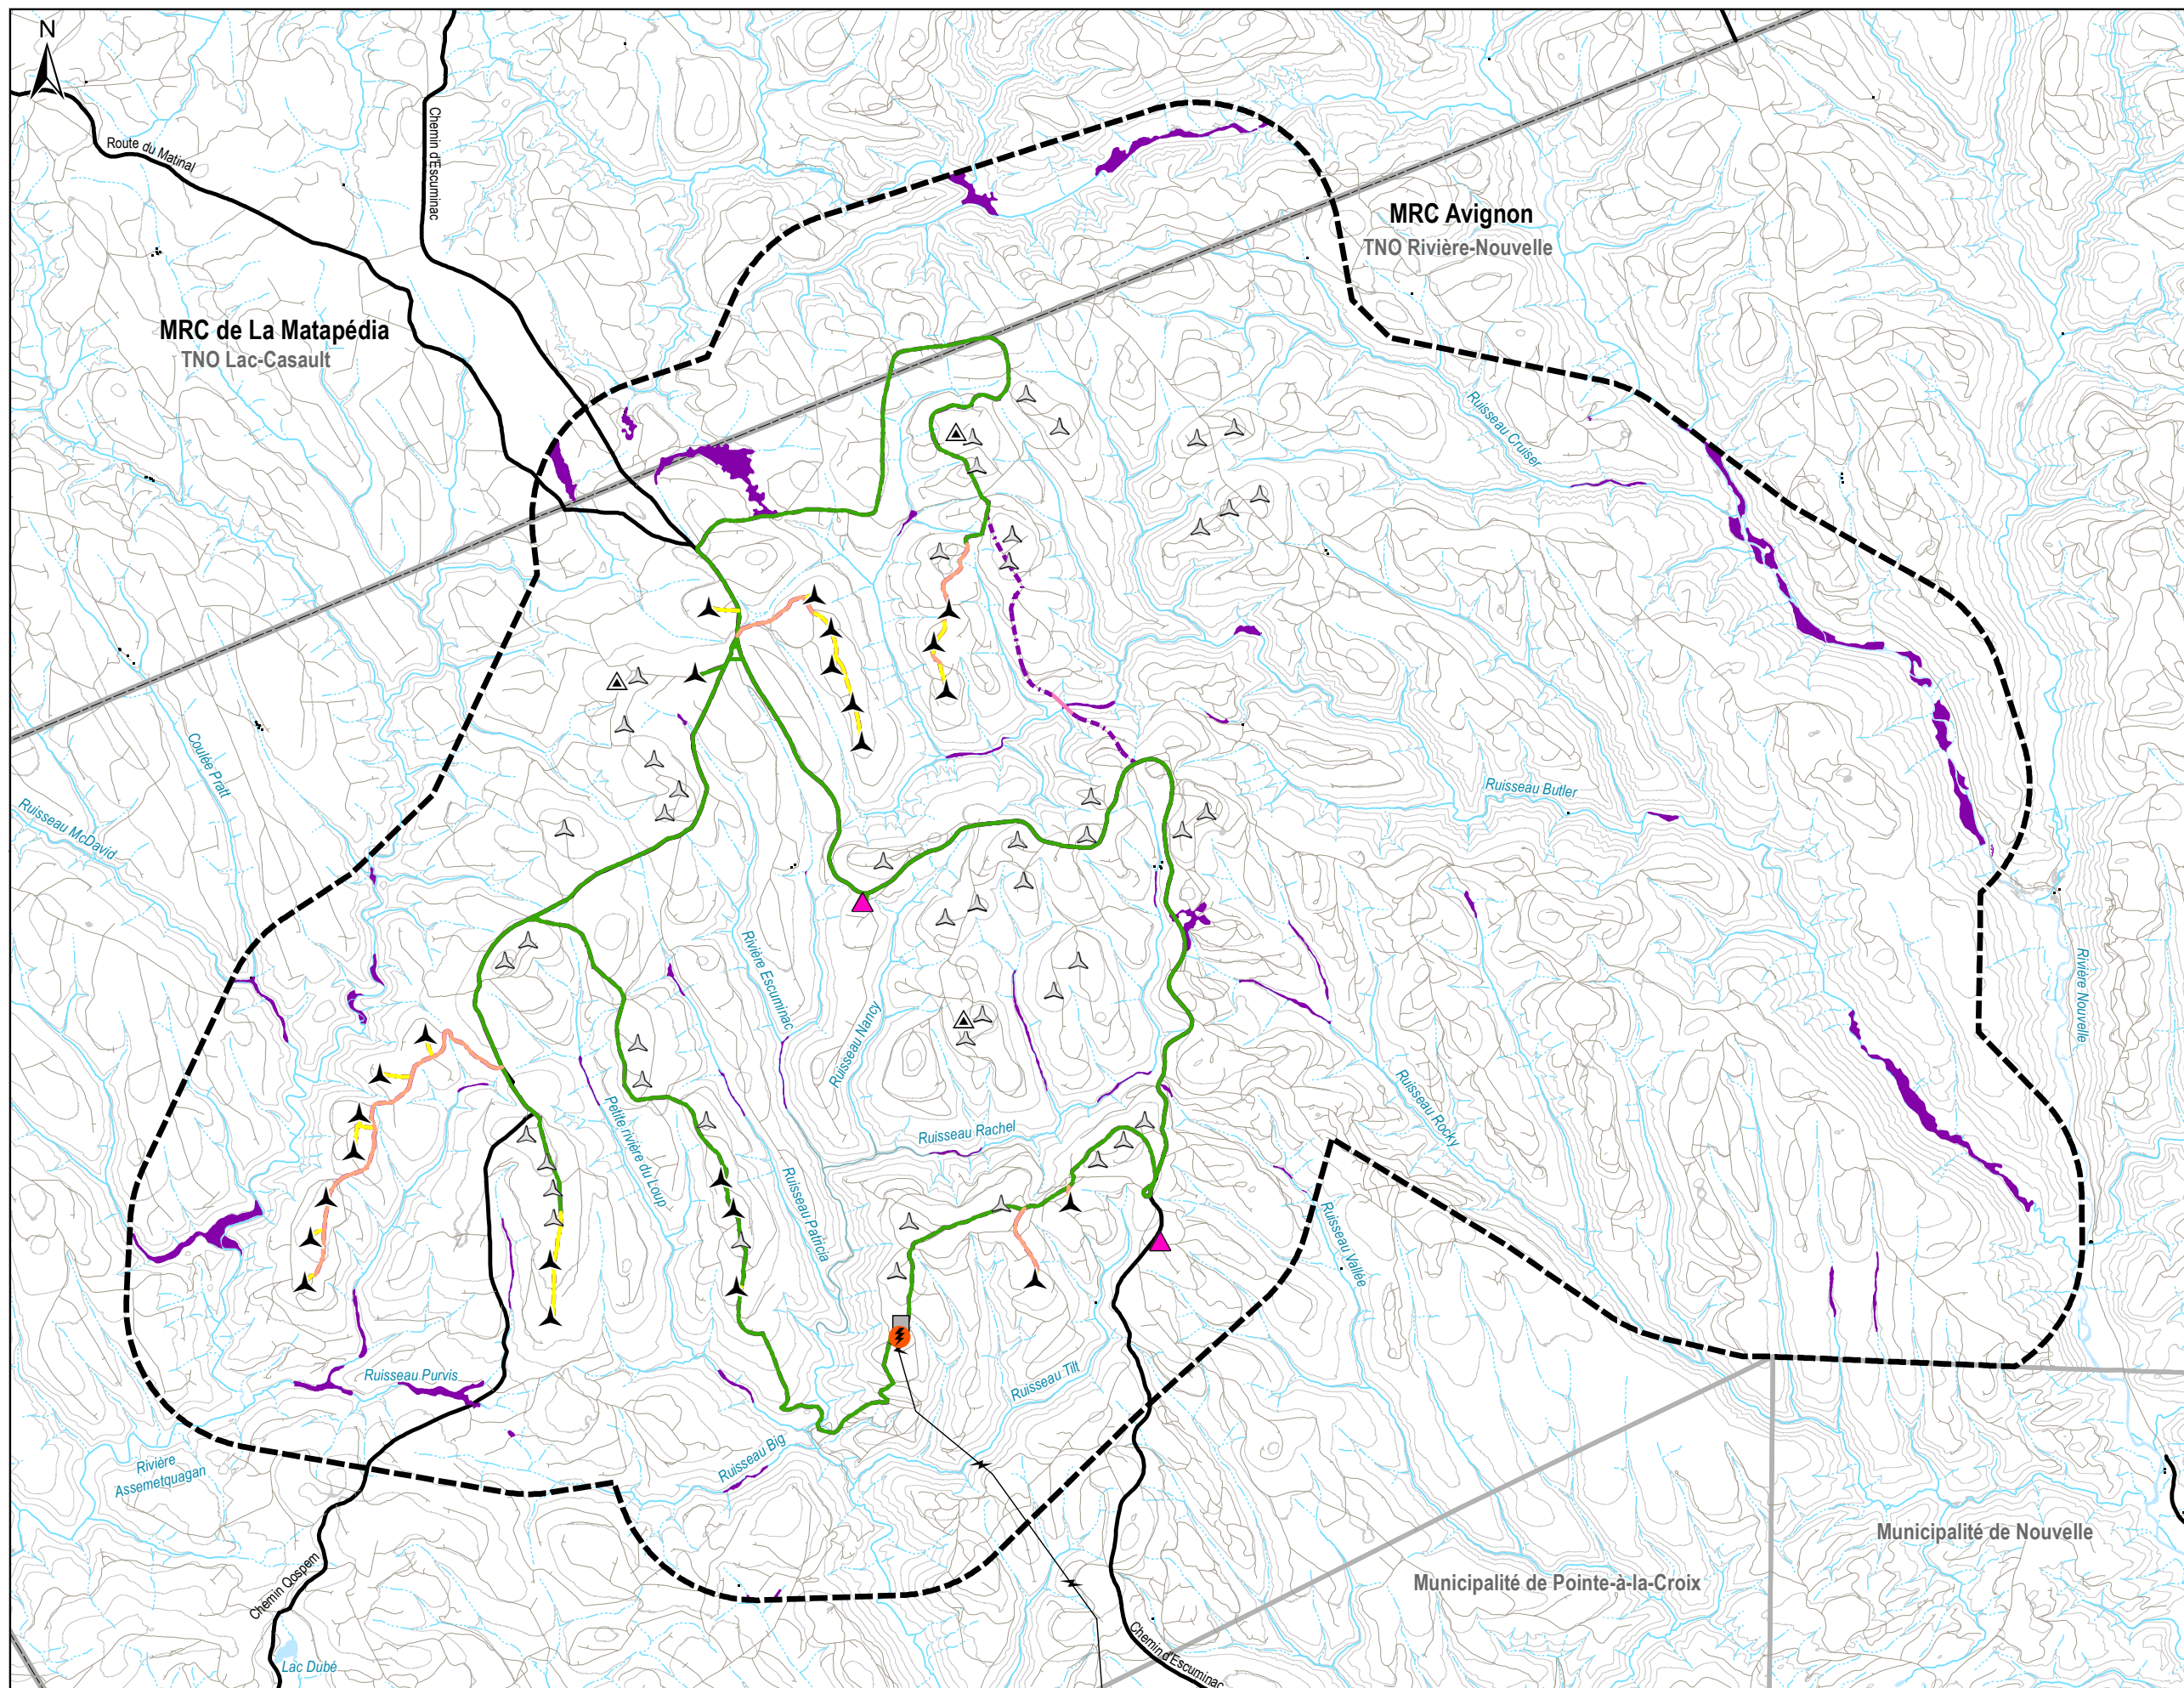 N
Route du Matinal
Chemin d'Escuminac
MRC Avignon
TNO Rivière-Nouvelle
MRC de La Matapédia
TNO Lac-Casault
Ruisseau Cruiser
Coulée Pratt
Ruisseau McDavid
Ruisseau Butler
Rivière Escuminac
Ruisseau Nancy
Rivière Nouvelle
Ruisseau Rocky
Ruisseau Rachel
Petite rivière du Loup
Ruisseau Patricia
Ruisseau Vallée
Ruisseau Purvis
Ruisseau Tilt
Ruisseau Big
Rivière
Assemetquagan
Chemin Qospem
Lac Dubé
Chemin d'Escuminac
Municipalité de Nouvelle
Municipalité de Pointe-à-la-Croix